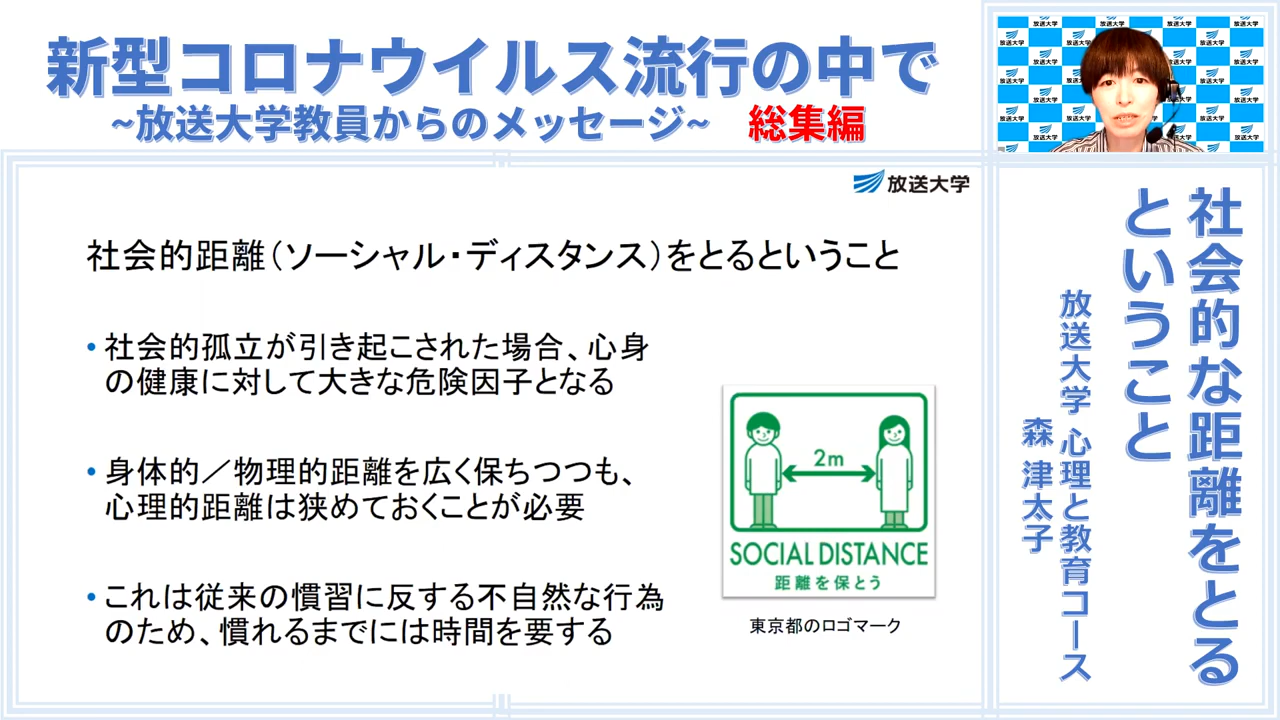 新型コロナウイルス流行の中で
~放送大学教員からのメッセージ~ 総集編
放送大学
社会的距離(ソーシャル・ディスタンス)をとるということ
• 社会的孤立が引き起こされた場合、心身
の健康に対して大きな危険因子となる
• 身体的/物理的距離を広く保ちつつも、
心理的距離は狭めておくことが必要
• これは従来の慣習に反する不自然な行為
のため、慣れるまでには時間を要する
2m
SOCIAL DISTANCE
距離を保とう
東京都のロゴマーク
社会的な距離をとる
ということ
放送大学 心理と教育コース
森 津太子
放送大学